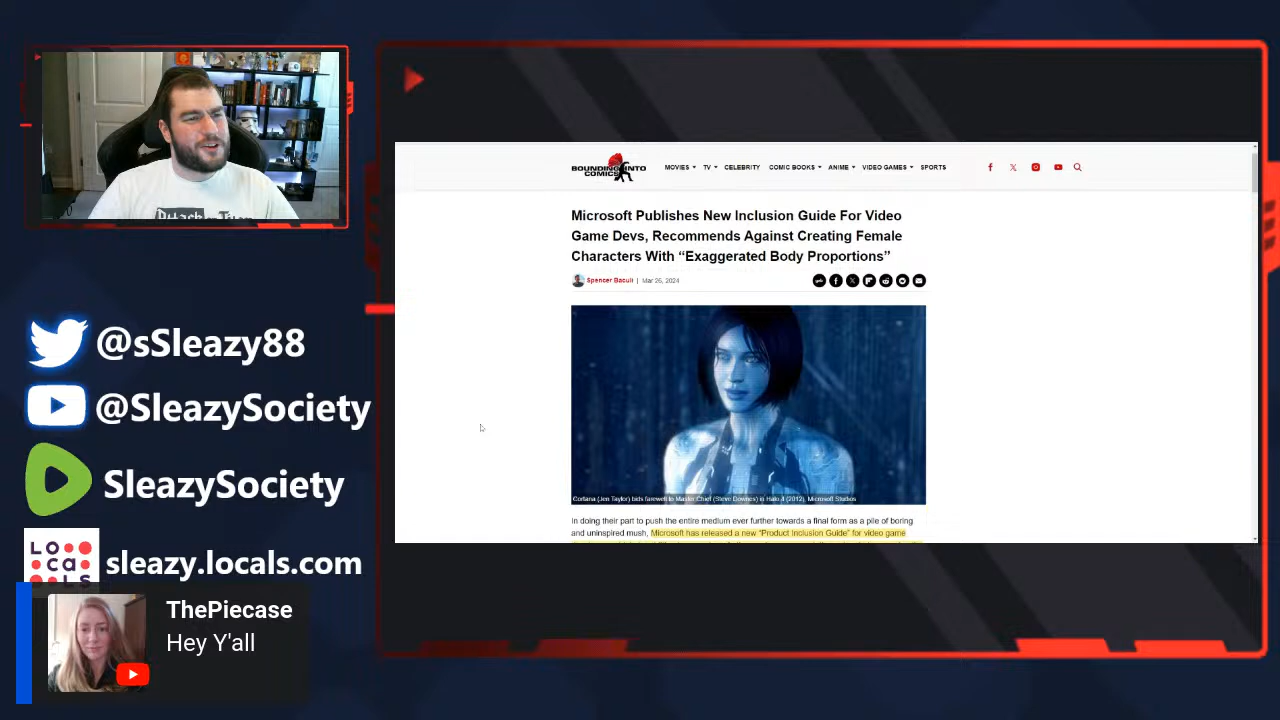 @sSleazy88
@SleazySociety
SleazySociety
LO
ca
LS
sleazy.locals.com
ThePiecase
Hey Y'all
BOUNDING INTO
COMICS
MOVIES TV CELEBRITY COMIC BOOKS ANIME VIDEO GAMES SPORTS
Microsoft Publishes New Inclusion Guide For Video
Game Devs, Recommends Against Creating Female
Characters With “Exaggerated Body Proportions”
Spencer Baculi | Mar 26, 2024
Cortana (Jen Taylor) bids farewell to Master Chief (Steve Downes) in Halo 4 (2012), Microsoft Studios
In doing their part to push the entire medium ever further towards a final form as a pile of boring
and uninspired mush, Microsoft has released a new “Product Inclusion Guide” for video game